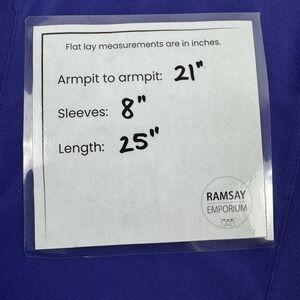 Flat lay measurements are in inches.
Armpit to armpit: 21"
Sleeves: 8"
Length: 25"
RAMSAY
EMPORIUM